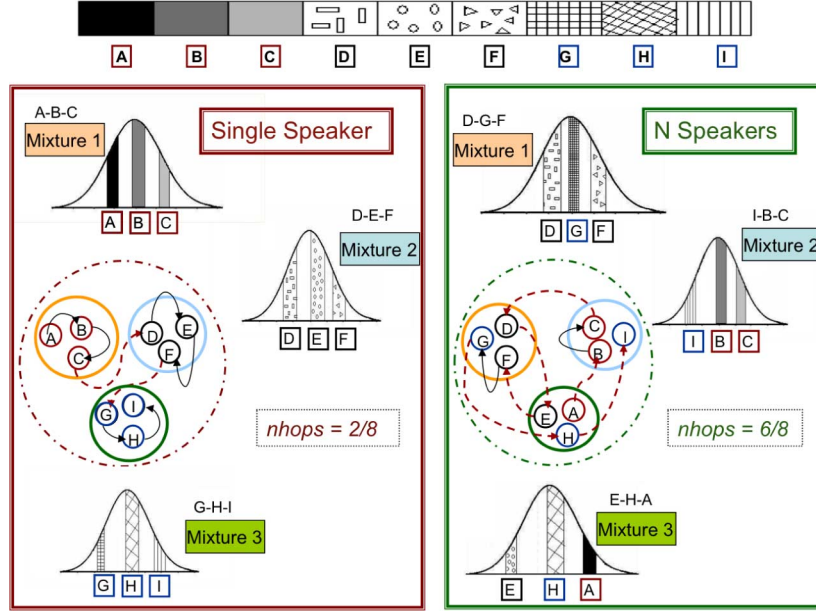 A B C D E F G H I
A-B-C
Mixture 1
Single Speaker
A B C
D-E-F
Mixture 2
D E F
A B C
D E F
G H I
nhops = 2/8
G-H-I
Mixture 3
G H I
D-G-F
Mixture 1
N Speakers
D G F
I-B-C
Mixture 2
I B C
D G F
C I B
E A H
nhops = 6/8
E-H-A
Mixture 3
E H A